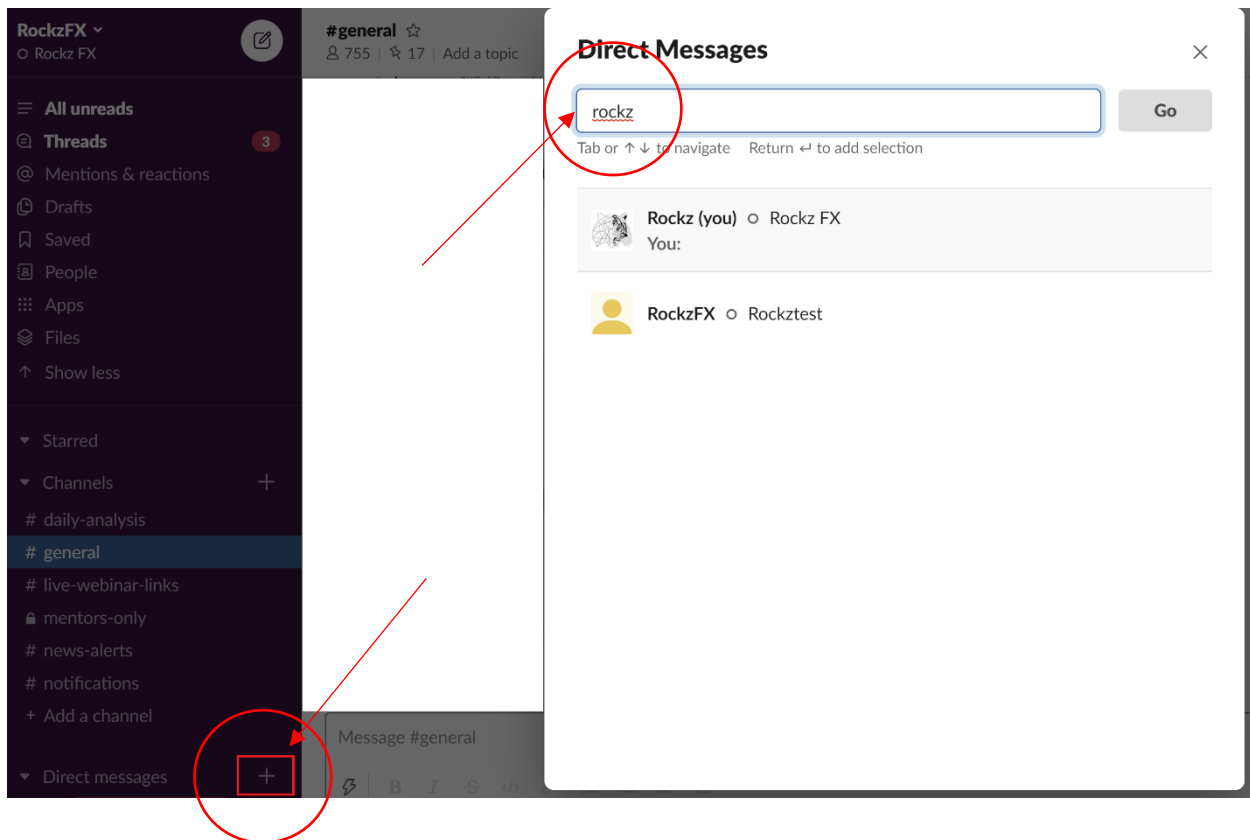 RockzFX
Rockz FX
All unreads
Threads 3
Mentions & reactions
Drafts
Saved
People
Apps
Files
Show less
Starred
Channels +
# daily-analysis
# general
# live-webinar-links
mentors-only
# news-alerts
# notifications
+ Add a channel
Direct messages +
#general
755 | 17 | Add a topic
Message #general
B I S </>
Direct Messages
rockz
Go
Tab or ↑ ↓ to navigate Return ↵ to add selection
Rockz (you) Rockz FX
You:
RockzFX Rockztest